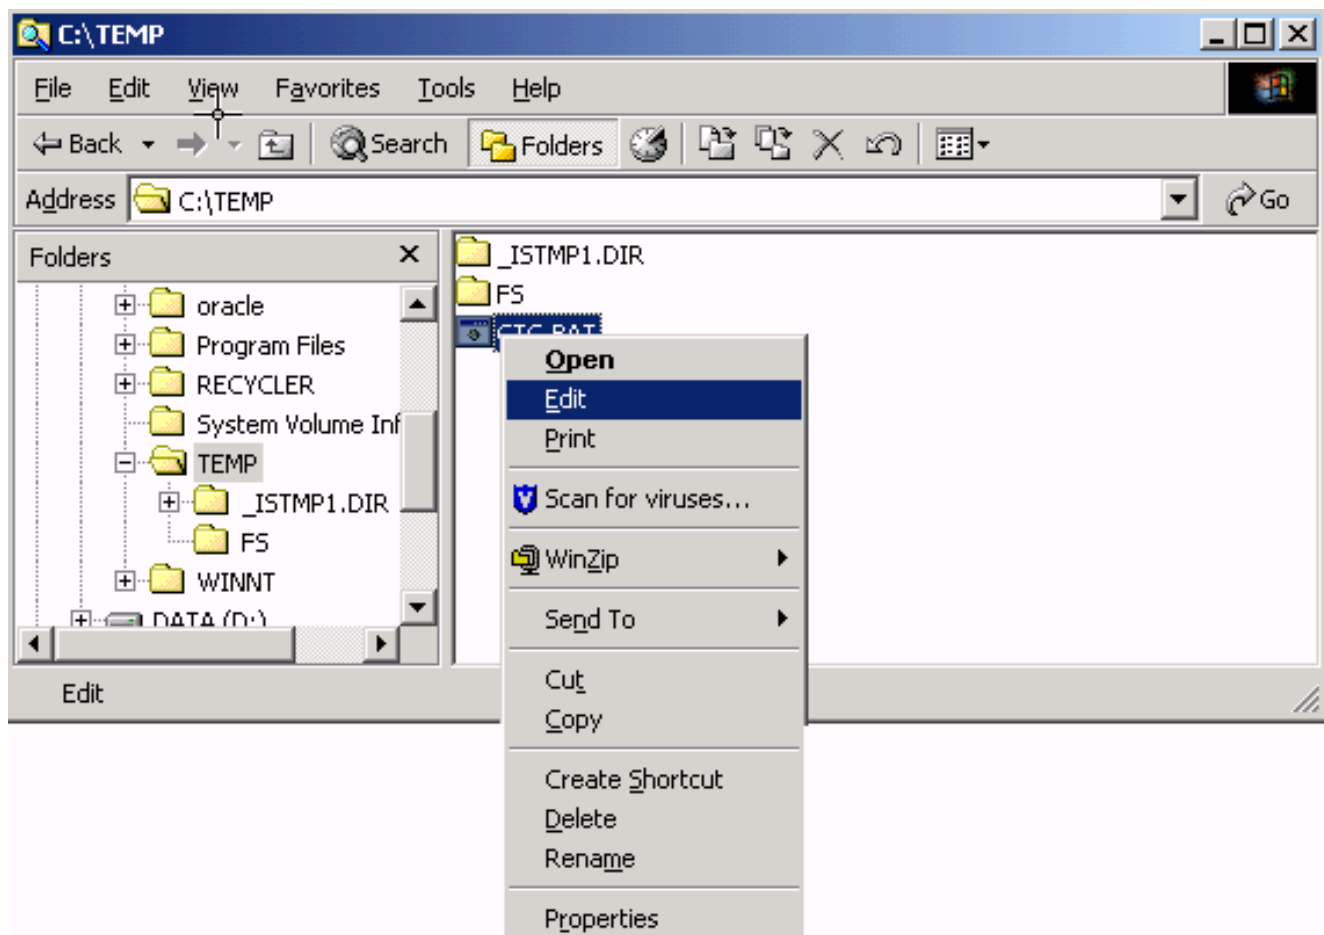 C:\TEMP
File Edit View Favorites Tools Help
Back Search Folders
Address C:\TEMP Go
Folders
oracle
Program Files
RECYCLER
System Volume Inf
TEMP
_ISTMP1.DIR
FS
WINNT
DATA (D:)
_ISTMP1.DIR
FS
Open
Edit
Print
Scan for viruses...
WinZip
Send To
Cut
Copy
Create Shortcut
Delete
Rename
Properties
Edit